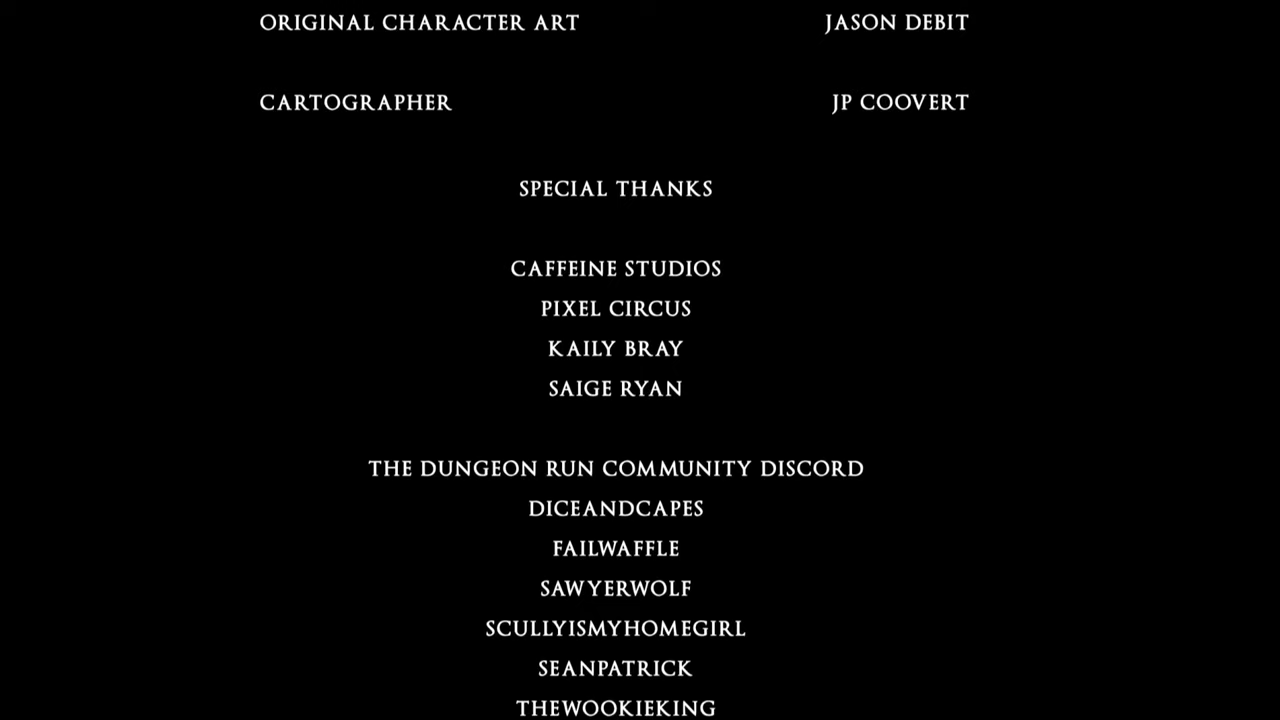 ORIGINAL CHARACTER ART JASON DEBIT
CARTOGRAPHER JP COOVERT
SPECIAL THANKS
CAFFEINE STUDIOS
PIXEL CIRCUS
KAILY BRAY
SAIGE RYAN
THE DUNGEON RUN COMMUNITY DISCORD
DICEANDCAPES
FAILWAFFLE
SAWYERWOLF
SCULLYISMYHOMEGIRL
SEANPATRICK
THEWOOKIEKING